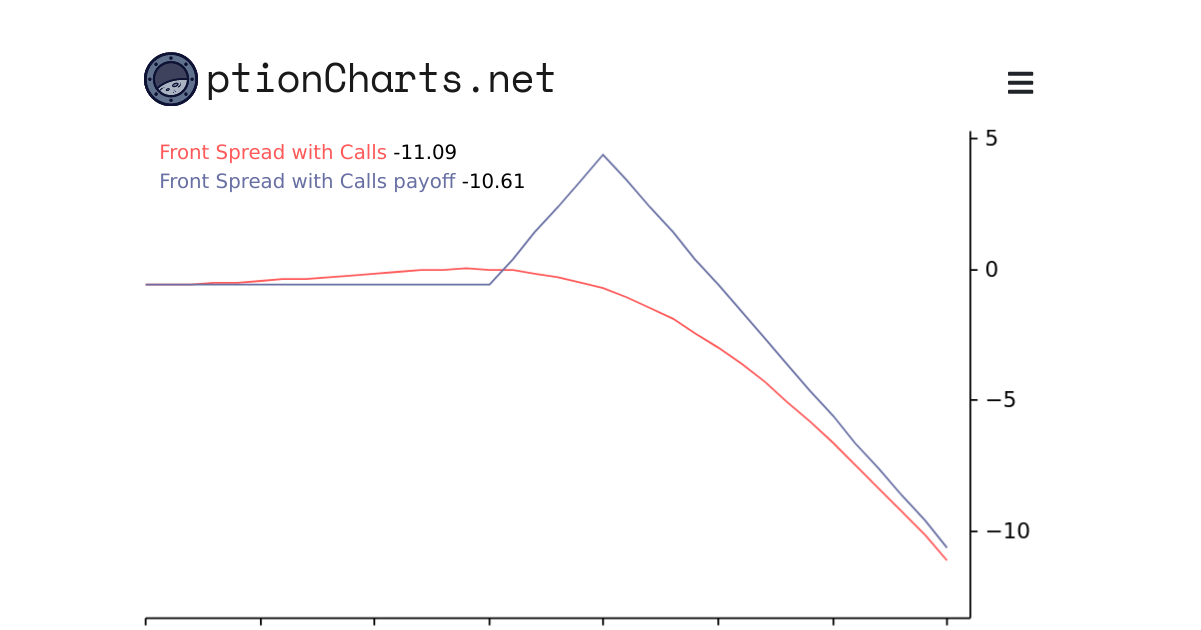 ptionCharts.net
Front Spread with Calls -11.09
Front Spread with Calls payoff -10.61
5
0
−5
−10